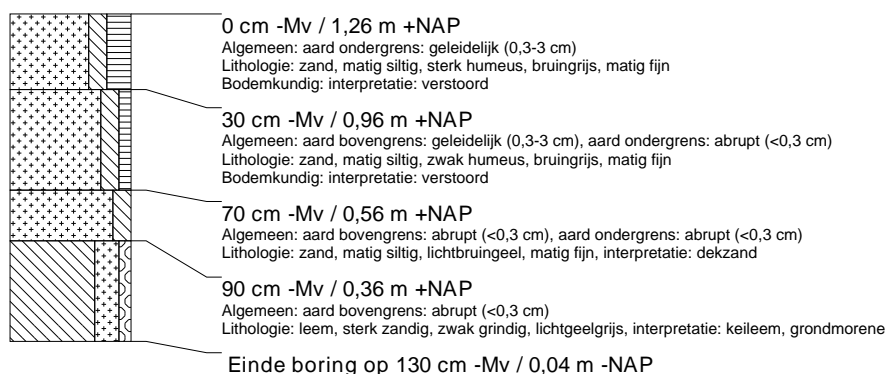 0 cm -Mv / 1,26 m +NAP
Algemeen: aard ondergrens: geleidelijk (0,3-3 cm)
Lithologie: zand, matig siltig, sterk humeus, bruingrijs, matig fijn
Bodemkundig: interpretatie: verstoord
30 cm -Mv / 0,96 m +NAP
Algemeen: aard bovengrens: geleidelijk (0,3-3 cm), aard ondergrens: abrupt (<0,3 cm)
Lithologie: zand, matig siltig, zwak humeus, bruingrijs, matig fijn
Bodemkundig: interpretatie: verstoord
70 cm -Mv / 0,56 m +NAP
Algemeen: aard bovengrens: abrupt (<0,3 cm), aard ondergrens: abrupt (<0,3 cm)
Lithologie: zand, matig siltig, lichtbruingeel, matig fijn, interpretatie: dekzand
90 cm -Mv / 0,36 m +NAP
Algemeen: aard bovengrens: abrupt (<0,3 cm)
Lithologie: leem, sterk zandig, zwak grindig, lichtgeelgrijs, interpretatie: keileem, grondmorene
Einde boring op 130 cm -Mv / 0,04 m -NAP